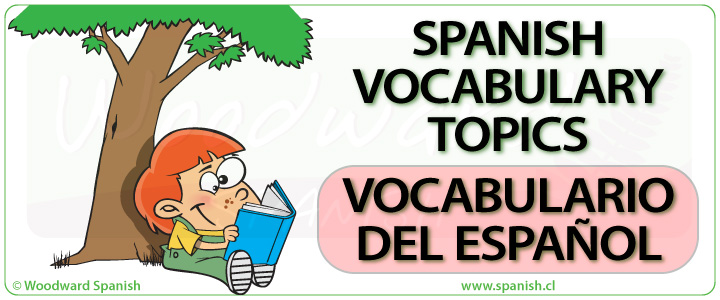 SPANISH
VOCABULARY
TOPICS
VOCABULARIO
DEL ESPAÑOL
© Woodward Spanish
www.spanish.cl